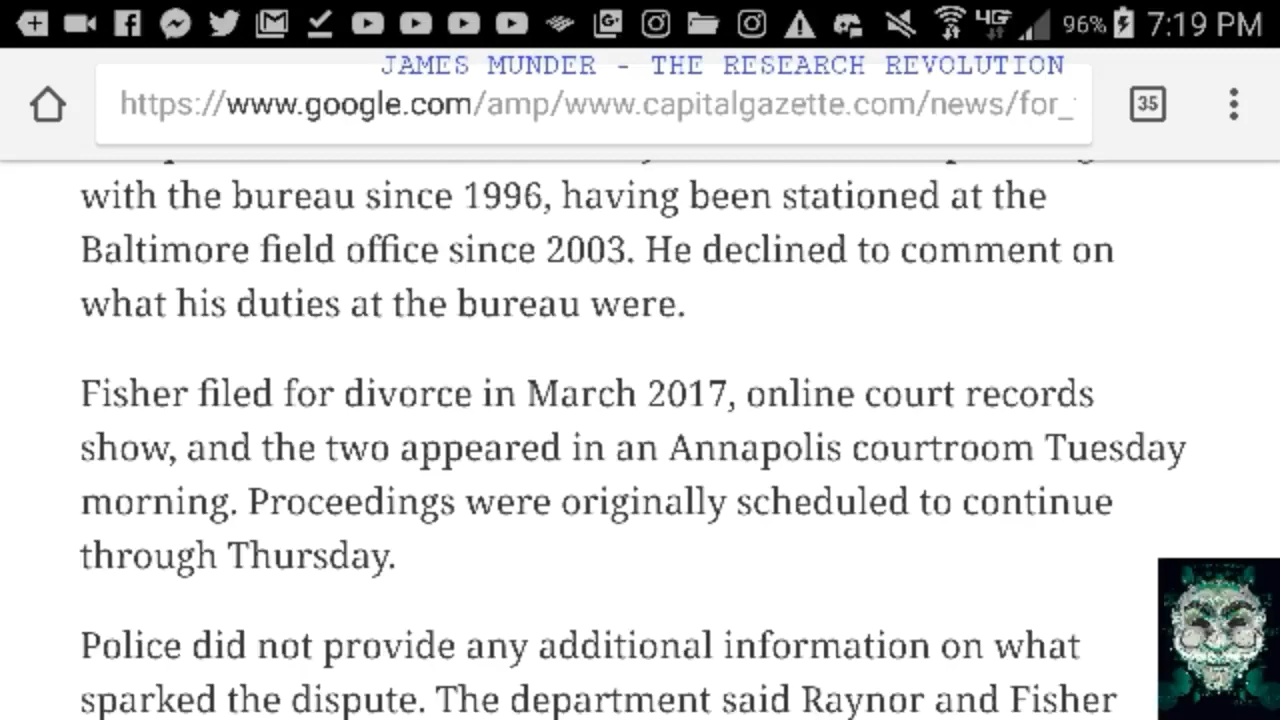 96% 7:19 PM
JAMES MUNDER - THE RESEARCH REVOLUTION
https://www.google.com/amp/www.capitalgazette.com/news/for_
35
with the bureau since 1996, having been stationed at the
Baltimore field office since 2003. He declined to comment on
what his duties at the bureau were.
Fisher filed for divorce in March 2017, online court records
show, and the two appeared in an Annapolis courtroom Tuesday
morning. Proceedings were originally scheduled to continue
through Thursday.
Police did not provide any additional information on what
sparked the dispute. The department said Raynor and Fisher